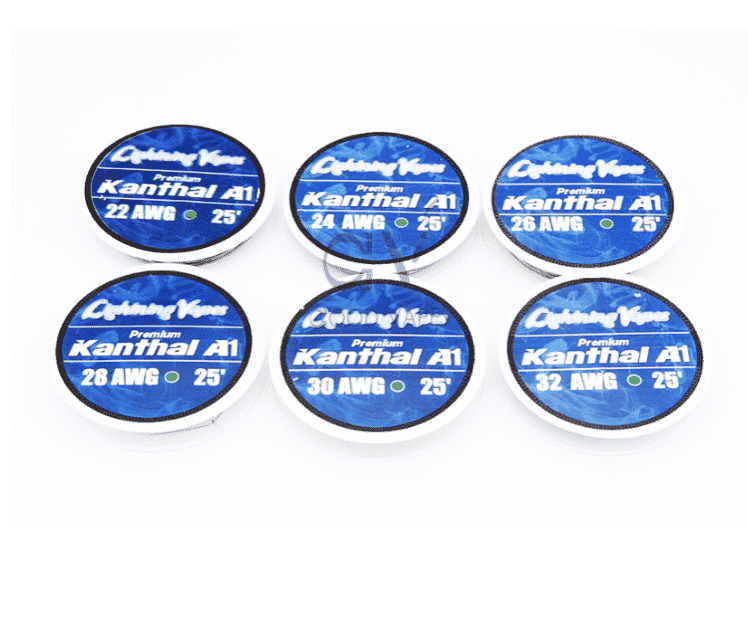 Lightning Vapes
Premium
Kanthal A1
22 AWG 25'
Lightning Vapes
Premium
Kanthal A1
24 AWG 25'
Lightning Vapes
Premium
Kanthal A1
26 AWG 25'
Lightning Vapes
Premium
Kanthal A1
28 AWG 25'
Lightning Vapes
Premium
Kanthal A1
30 AWG 25'
Lightning Vapes
Premium
Kanthal A1
32 AWG 25'